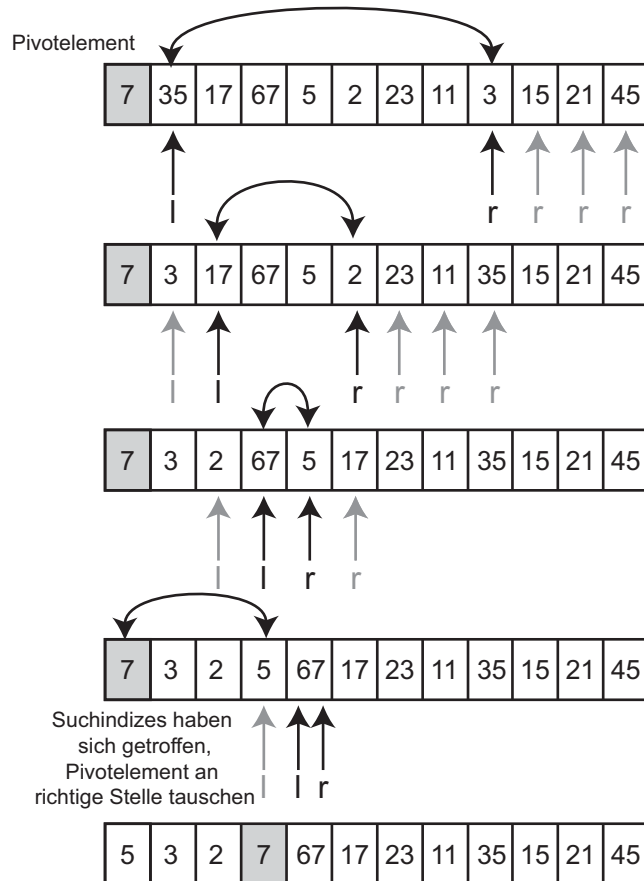 Pivotelement
7 35 17 67 5 2 23 11 3 15 21 45
l r r r r
7 3 17 67 5 2 23 11 35 15 21 45
l l r r r r
7 3 2 67 5 17 23 11 35 15 21 45
l l r r
7 3 2 5 67 17 23 11 35 15 21 45
Suchindizes haben
sich getroffen,
Pivotelement an
richtige Stelle tauschen
l l r
5 3 2 7 67 17 23 11 35 15 21 45